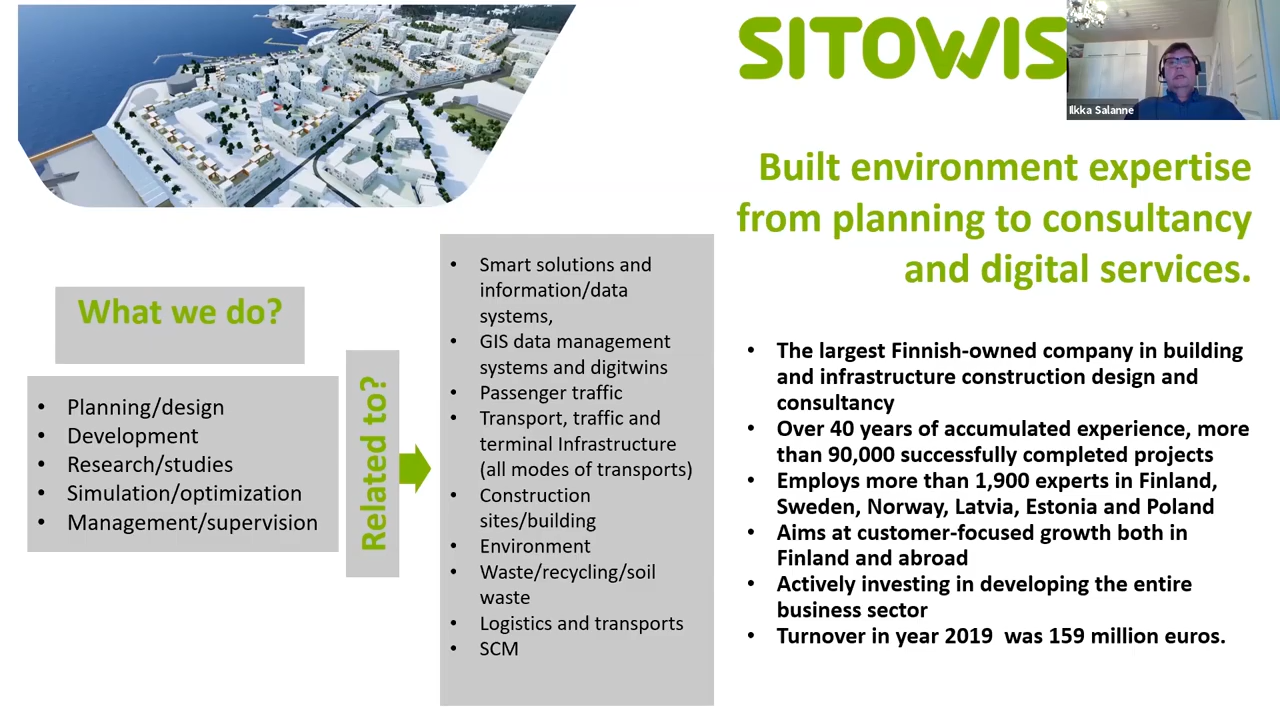 SITOWIS
Ilkka Salanne
Built environment expertise
from planning to consultancy
and digital services.
What we do?
• Planning/design
• Development
• Research/studies
• Simulation/optimization
• Management/supervision
Related to?
• Smart solutions and
information/data
systems,
• GIS data management
systems and digitwins
• Passenger traffic
• Transport, traffic and
terminal Infrastructure
(all modes of transports)
• Construction
sites/building
• Environment
• Waste/recycling/soil
waste
• Logistics and transports
• SCM
• The largest Finnish-owned company in building
and infrastructure construction design and
consultancy
• Over 40 years of accumulated experience, more
than 90,000 successfully completed projects
• Employs more than 1,900 experts in Finland,
Sweden, Norway, Latvia, Estonia and Poland
• Aims at customer-focused growth both in
Finland and abroad
• Actively investing in developing the entire
business sector
• Turnover in year 2019 was 159 million euros.